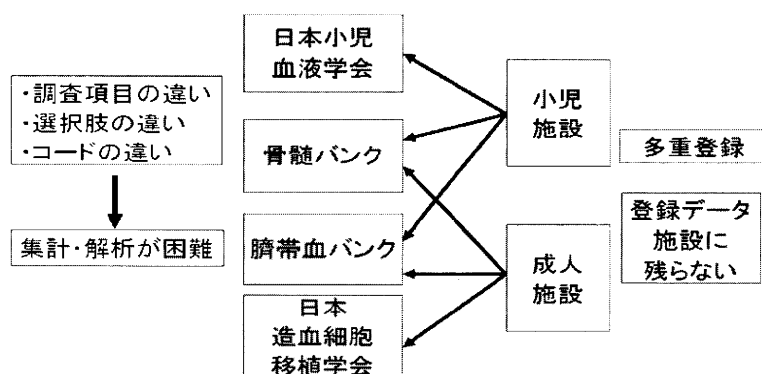 ・調査項目の違い
・選択肢の違い
・コードの違い
集計・解析が困難
日本小児
血液学会
骨髄バンク
臍帯血バンク
日本
造血細胞
移植学会
小児
施設
成人
施設
多重登録
登録データ
施設に
残らない